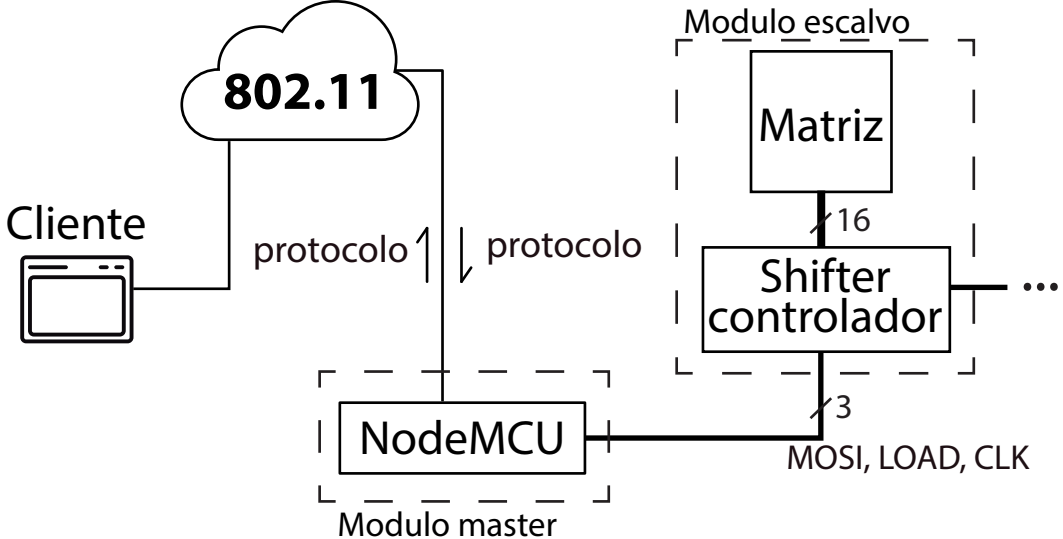 Modulo escalvo
802.11
Matriz
16
Cliente
protocolo
protocolo
Shifter
controlador
...
3
NodeMCU
MOSI, LOAD, CLK
Modulo master